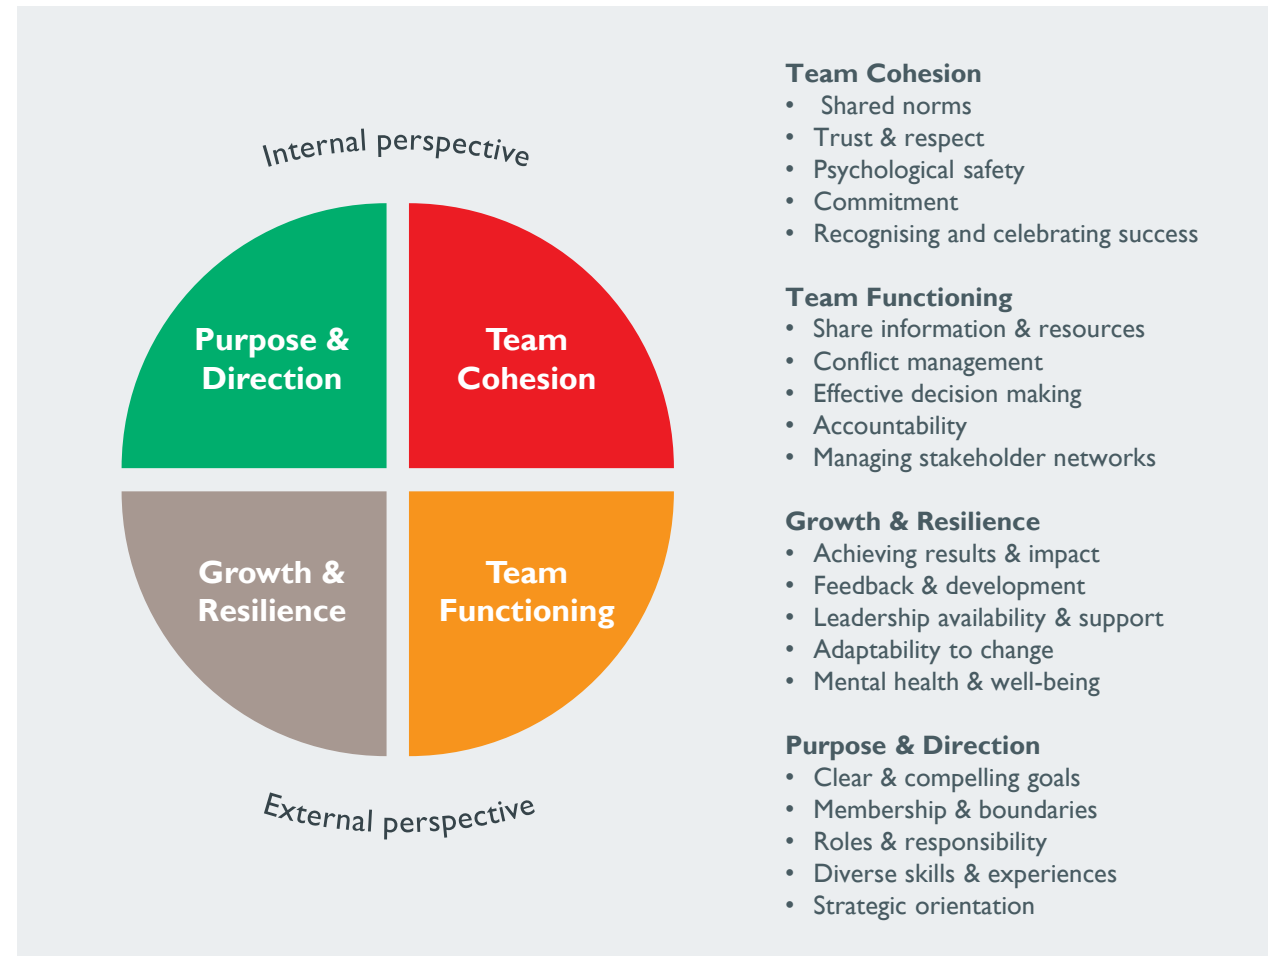 Internal perspective
Purpose &
Direction
Team
Cohesion
Growth &
Resilience
Team
Functioning
External perspective
Team Cohesion
• Shared norms
• Trust & respect
• Psychological safety
• Commitment
• Recognising and celebrating success
Team Functioning
• Share information & resources
• Conflict management
• Effective decision making
• Accountability
• Managing stakeholder networks
Growth & Resilience
• Achieving results & impact
• Feedback & development
• Leadership availability & support
• Adaptability to change
• Mental health & well-being
Purpose & Direction
• Clear & compelling goals
• Membership & boundaries
• Roles & responsibility
• Diverse skills & experiences
• Strategic orientation